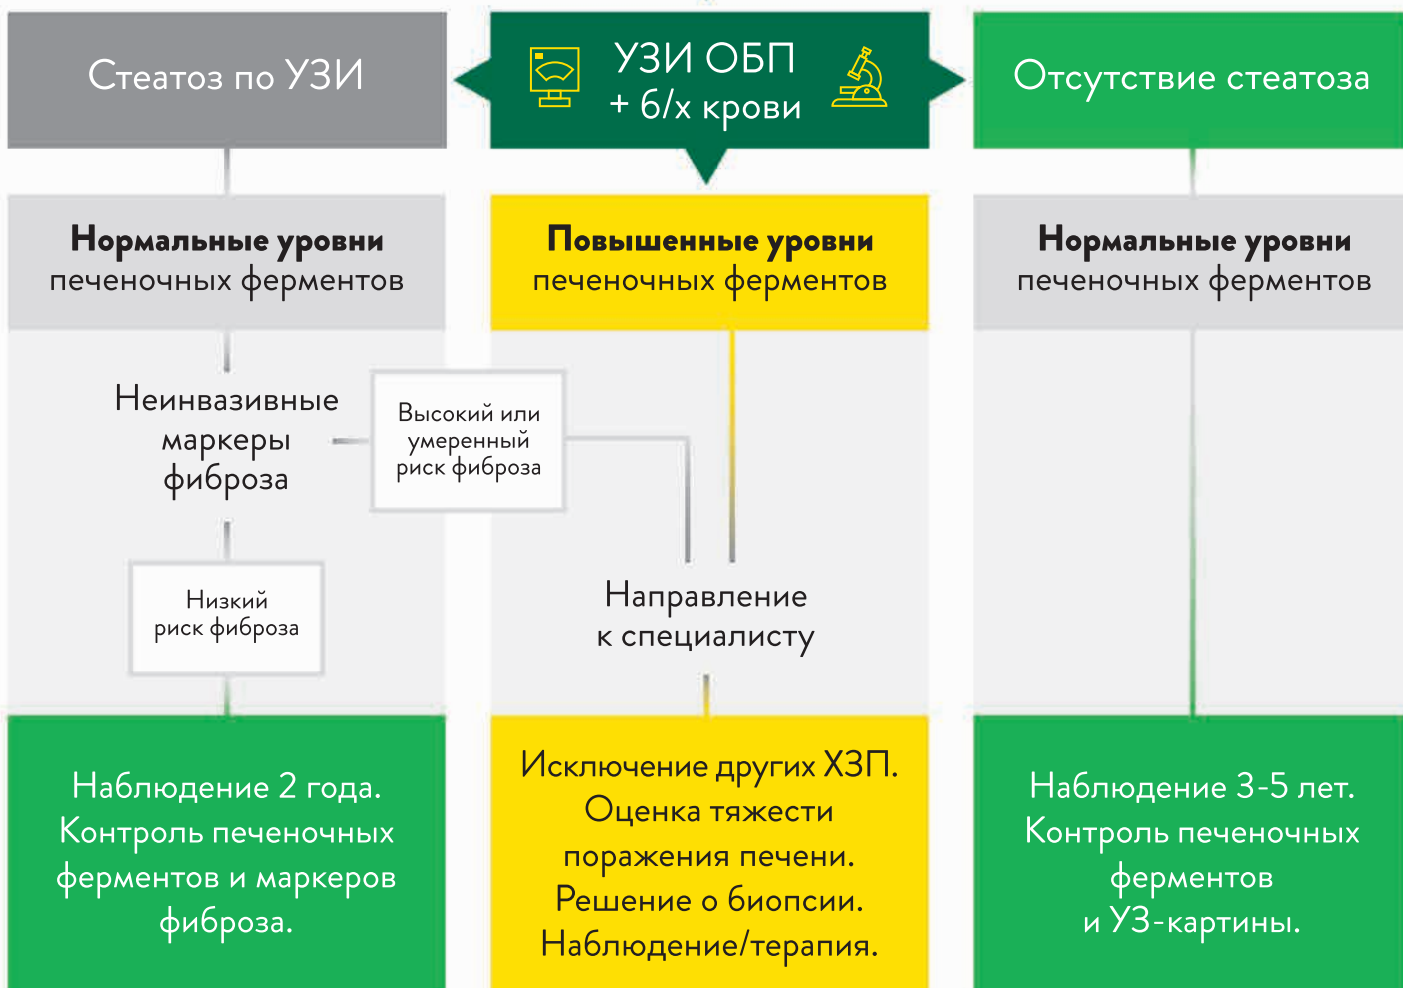 Стеатоз по УЗИ
УЗИ ОБП
+ б/х крови
Отсутствие стеатоза
Нормальные уровни
печеночных ферментов
Повышенные уровни
печеночных ферментов
Нормальные уровни
печеночных ферментов
Неинвазивные
маркеры
фиброза
Высокий или
умеренный
риск фиброза
Низкий
риск фиброза
Направление
к специалисту
Наблюдение 2 года.
Контроль печеночных
ферментов и маркеров
фиброза.
Исключение других ХЗП.
Оценка тяжести
поражения печени.
Решение о биопсии.
Наблюдение/терапия.
Наблюдение 3-5 лет.
Контроль печеночных
ферментов
и УЗ-картины.